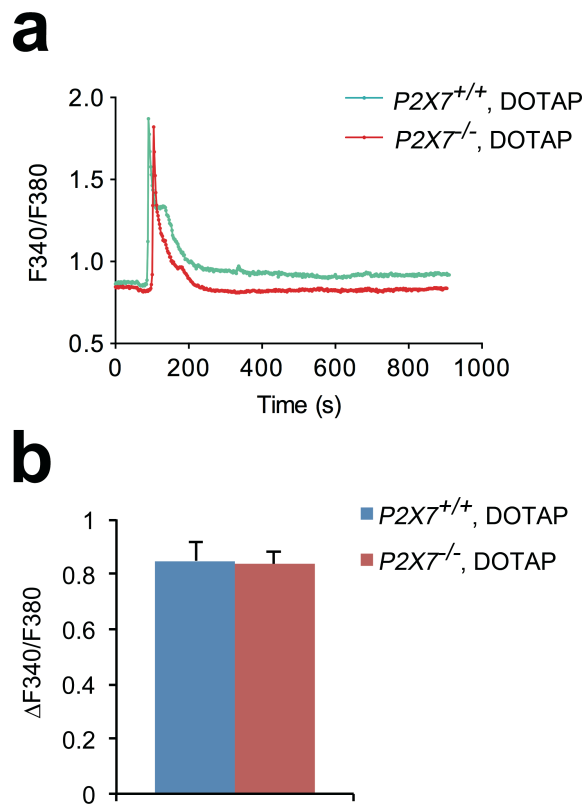 a
2.0
1.5
1.0
0.5
F340/F380
0 200 400 600 800 1000
Time (s)
P2X7+/+, DOTAP
P2X7-/-, DOTAP
b
1
0.8
0.6
0.4
0.2
0
ΔF340/F380
P2X7+/+, DOTAP
P2X7-/-, DOTAP